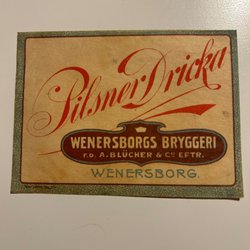 Pilsner Dricka
WENERSBORGS BRYGGERI
F.D. A. BLÜCHER & Co EFTR.
WENERSBORG.